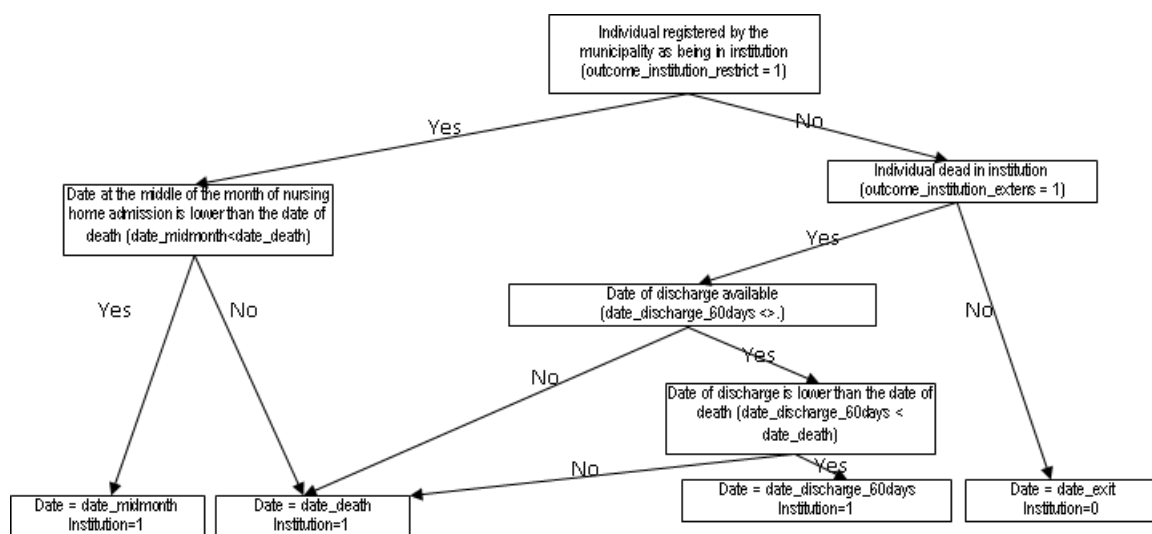 Individual registered by the
municipality as being in institution
(outcome_institution_restrict = 1)
Yes
No
Individual dead in institution
(outcome_institution_extens = 1)
Date at the middle of the month of nursing
home admission is lower than the date of
death (date_midmonth<date_death)
Yes
Date of discharge available
(date_discharge_60days <>.)
Yes
No
No
Yes
No
Date of discharge is lower than the date of
death (date_discharge_60days <
date_death)
No
Yes
Date = date_midmonth
Institution=1
Date = date_death
Institution=1
Date = date_discharge_60days
Institution=1
Date = date_exit
Institution=0